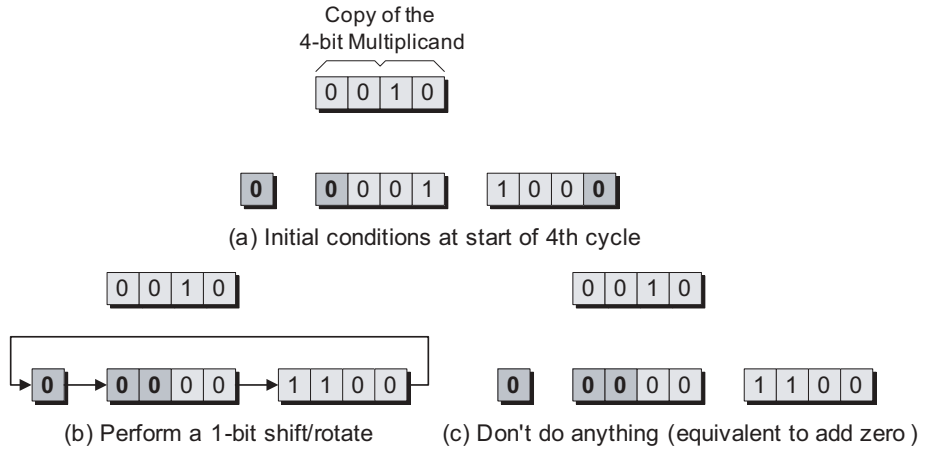 Copy of the
4-bit Multiplicand
0 0 1 0
0 0 0 0 1 1 0 0 0
(a) Initial conditions at start of 4th cycle
0 0 1 0 0 0 1 0
0 0 0 0 0 1 1 0 0 0 0 0 0 0 1 1 0 0
(b) Perform a 1-bit shift/rotate (c) Don't do anything (equivalent to add zero)